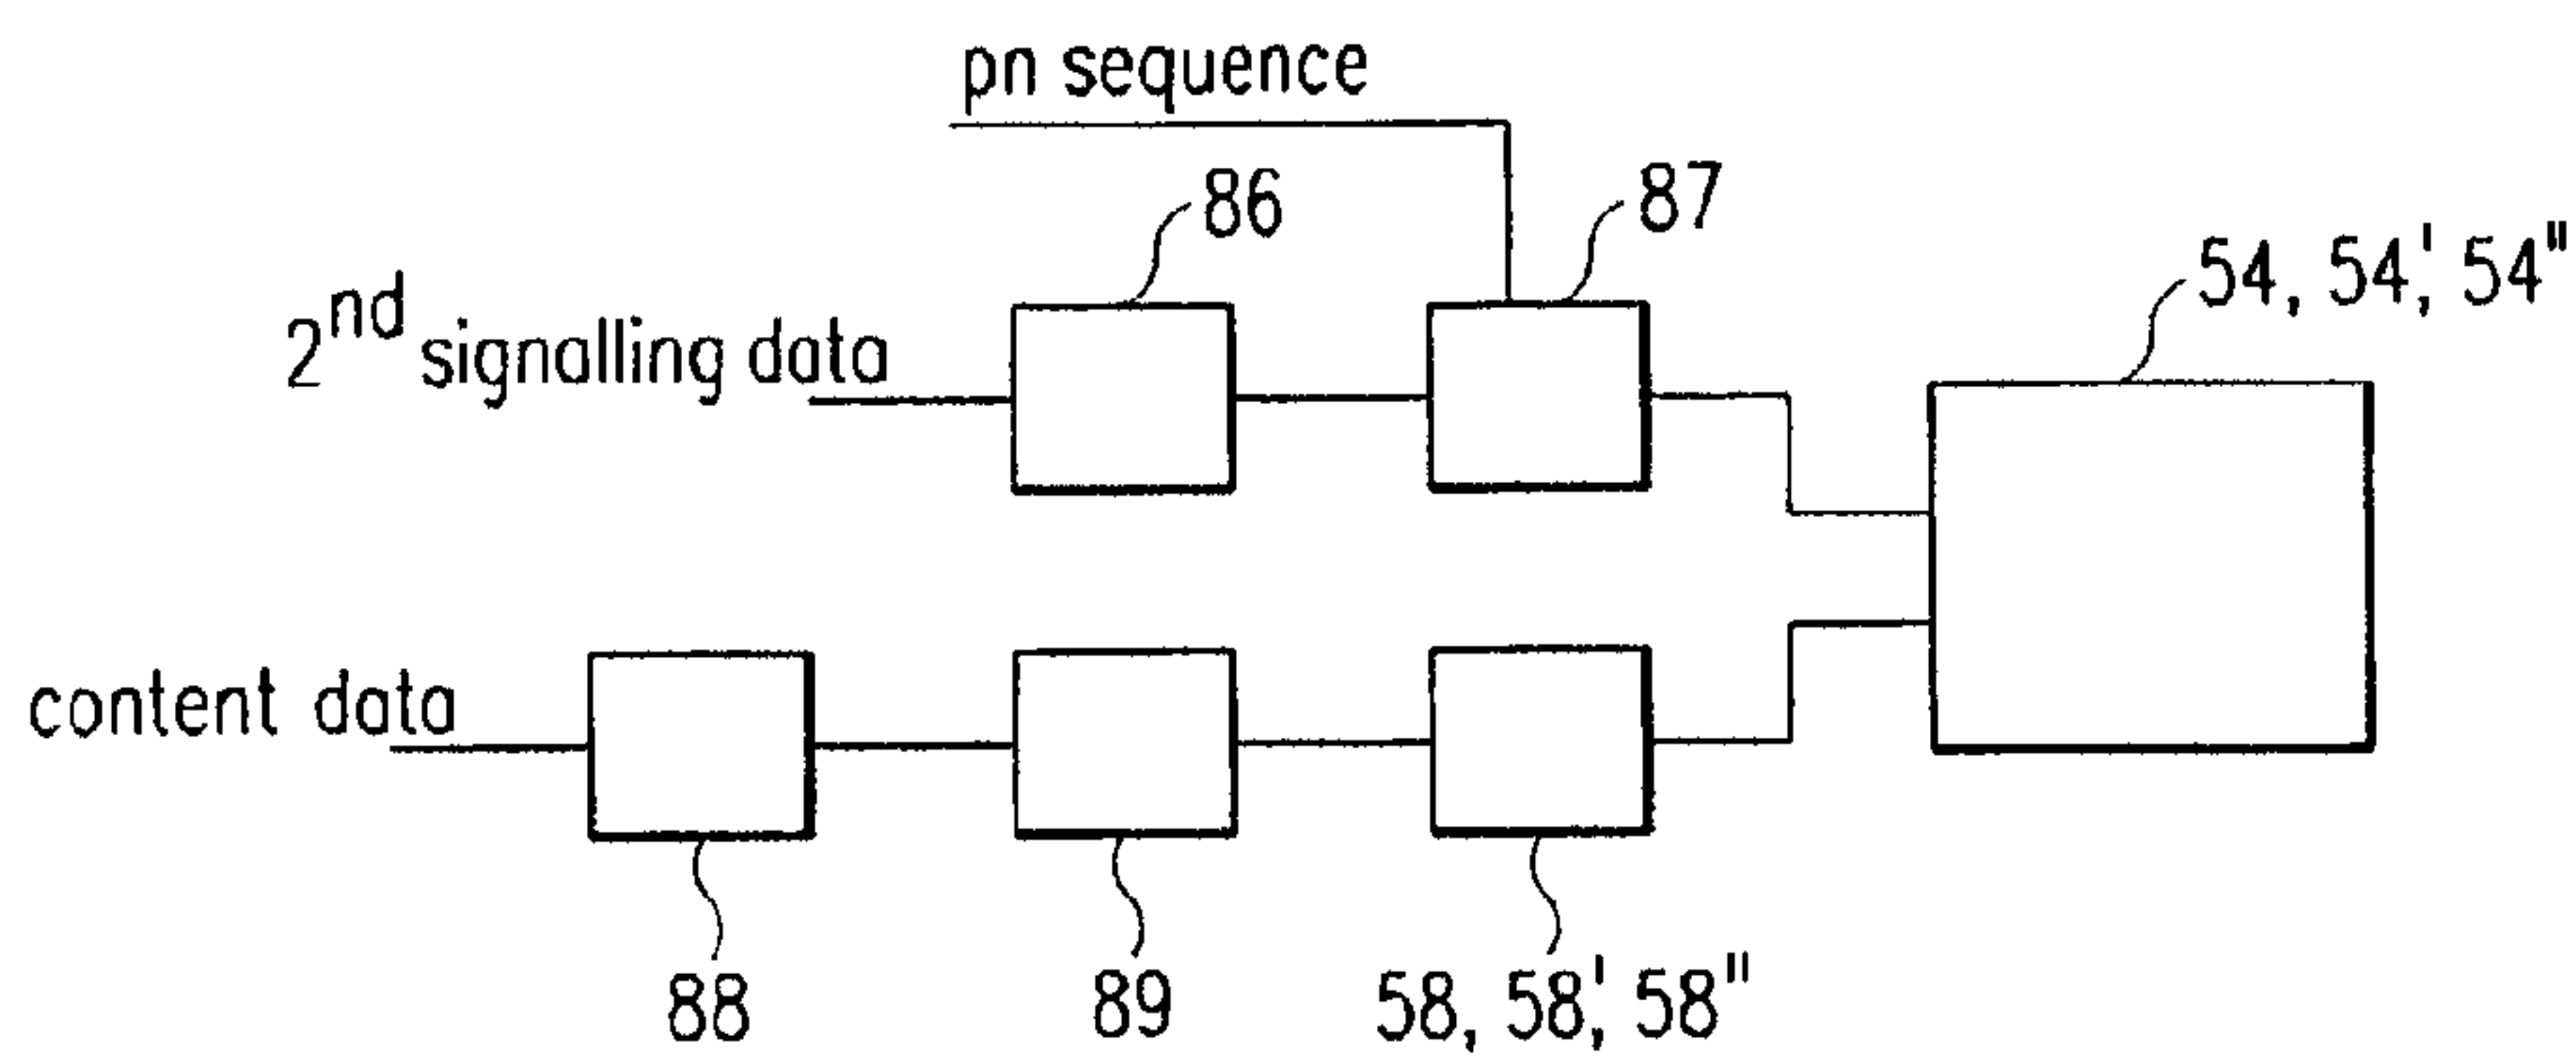 pn sequence
86
87
54, 54', 54"
2nd signalling data
content data
88
89
58, 58', 58"